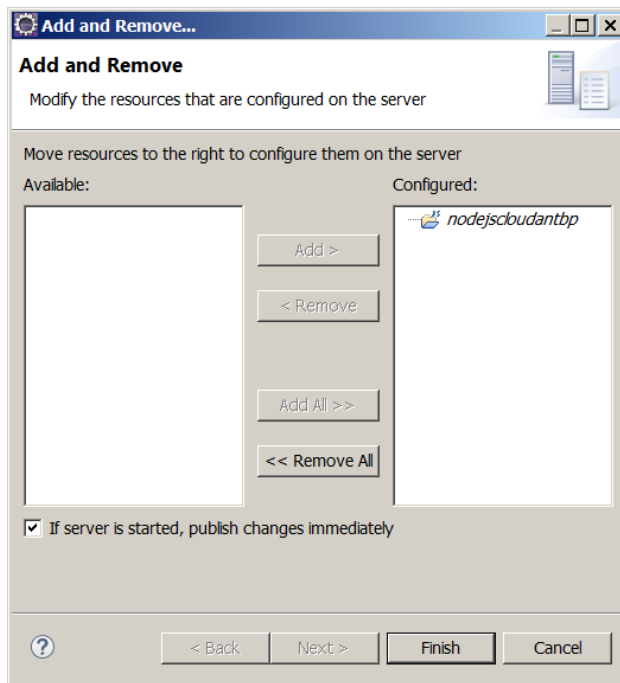 Add and Remove...
Add and Remove
Modify the resources that are configured on the server
Move resources to the right to configure them on the server
Available:
Configured:
nodejscloudantbp
Add >
< Remove
Add All >>
<< Remove All
If server is started, publish changes immediately
?
< Back
Next >
Finish
Cancel